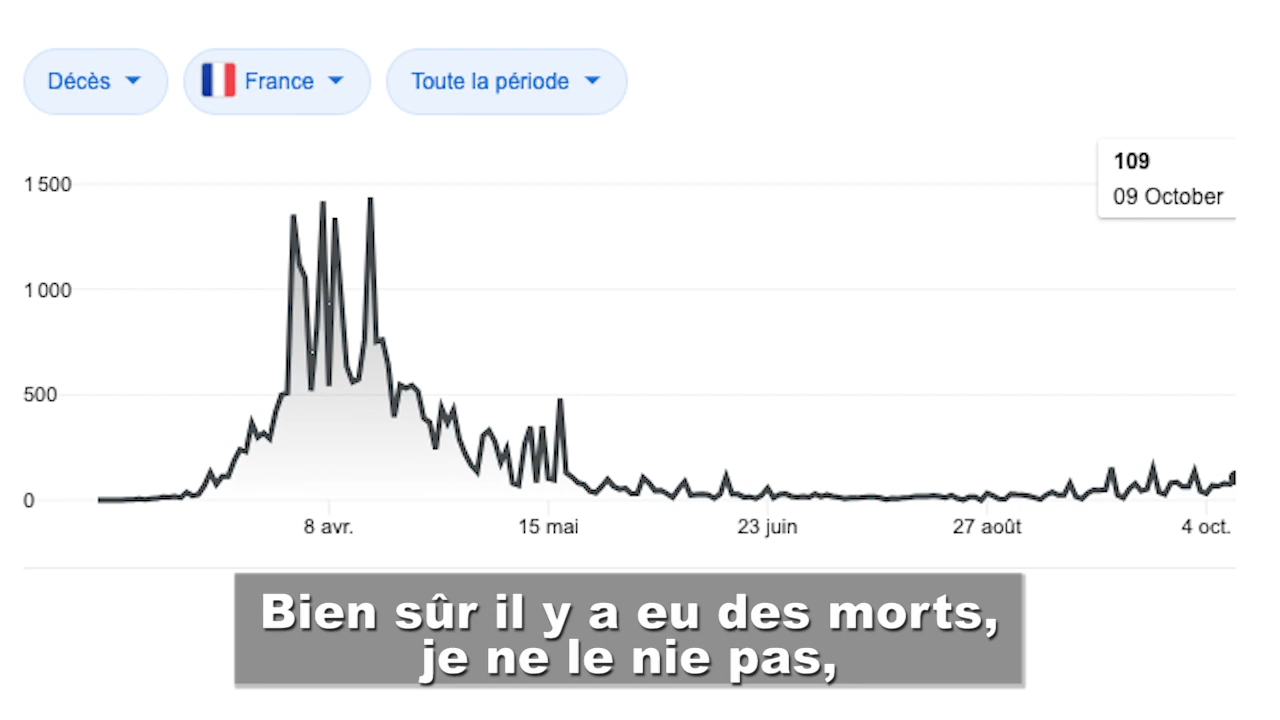 Décès
France
Toute la période
109
09 October
1 500
1 000
500
0
8 avr.
15 mai
23 juin
27 août
4 oct.
Bien sûr il y a eu des morts,
je ne le nie pas,